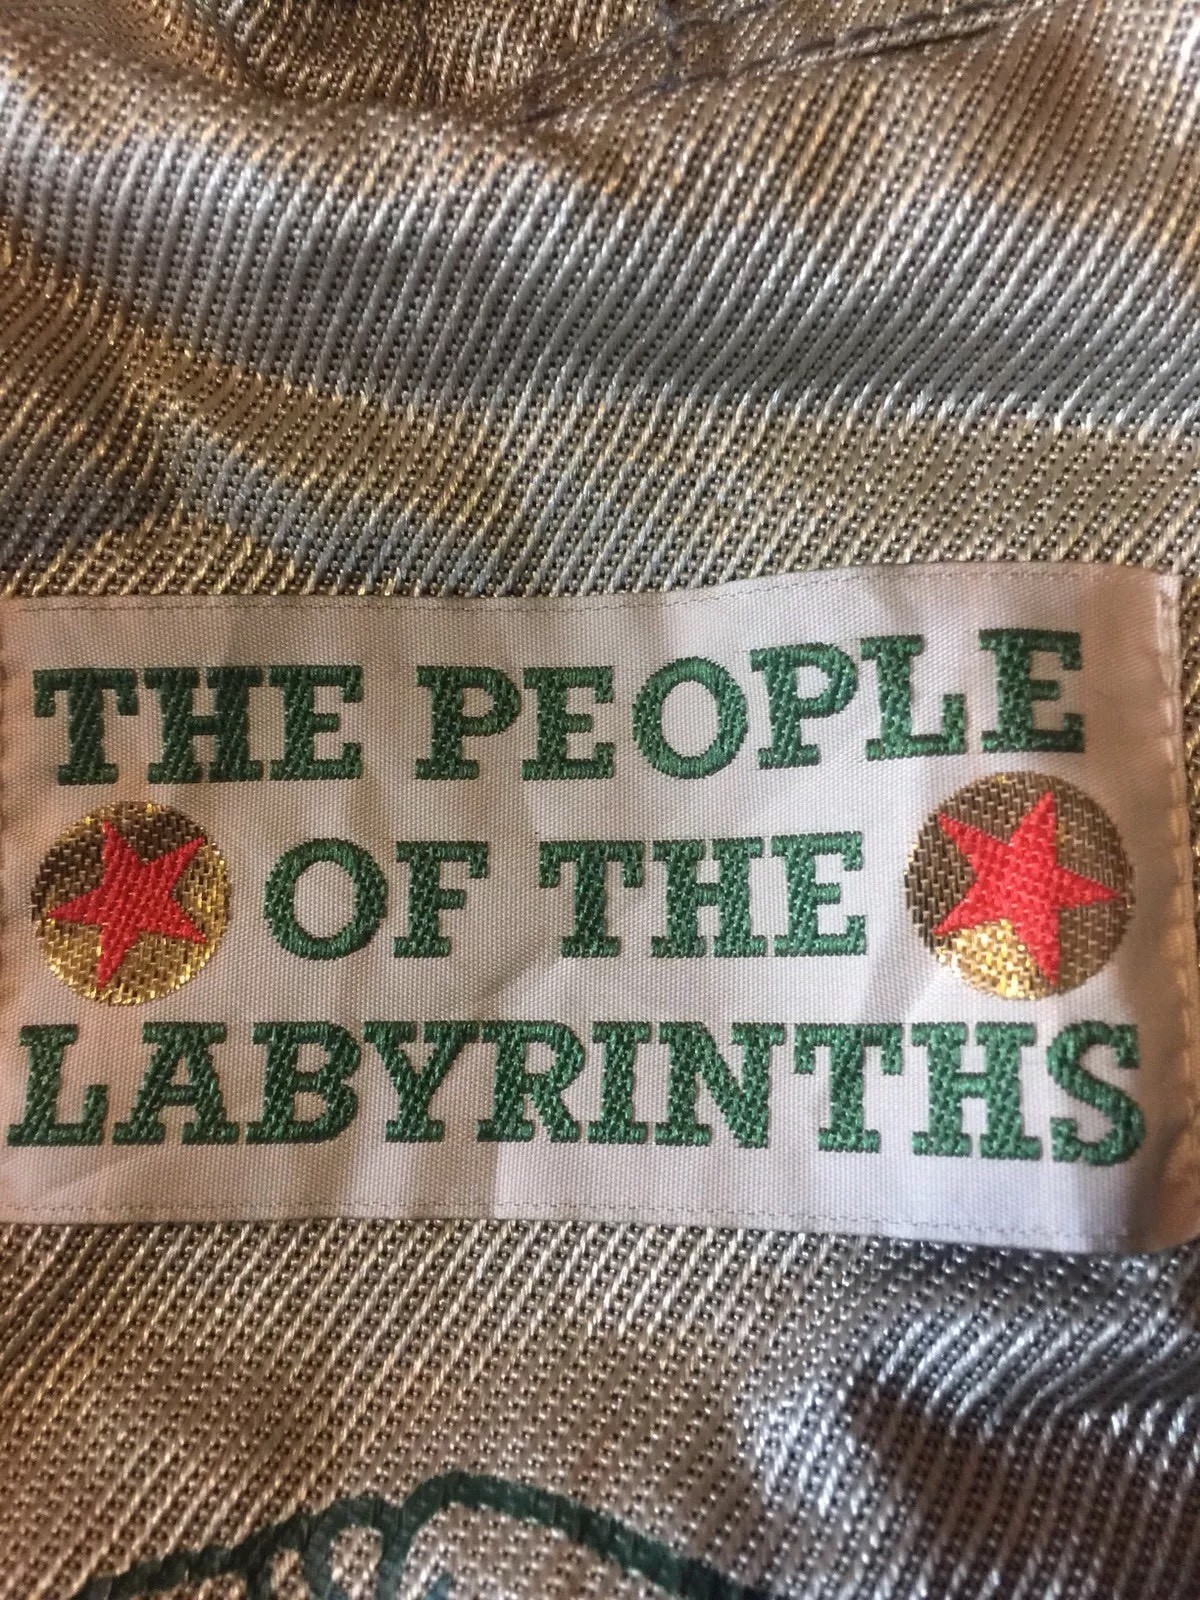 THE PEOPLE
OF THE
LABYRINTHS